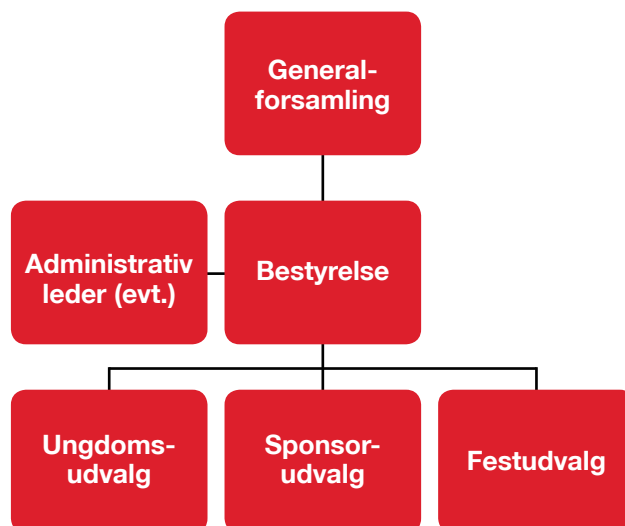 General-
forsamling
Administrativ
leder (evt.)
Bestyrelse
Ungdoms-
udvalg
Sponsor-
udvalg
Festudvalg